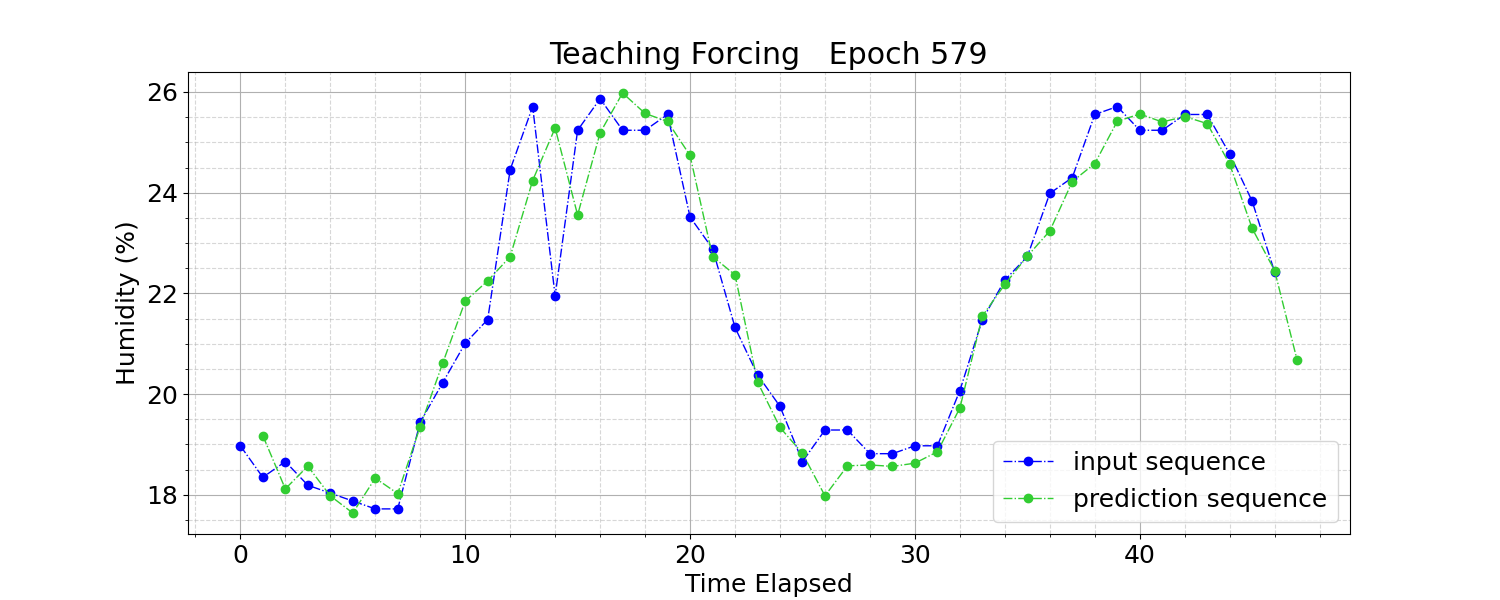 Teaching Forcing   Epoch 579
Humidity (%)
26
24
22
20
18
0
10
20
30
40
Time Elapsed
input sequence
prediction sequence